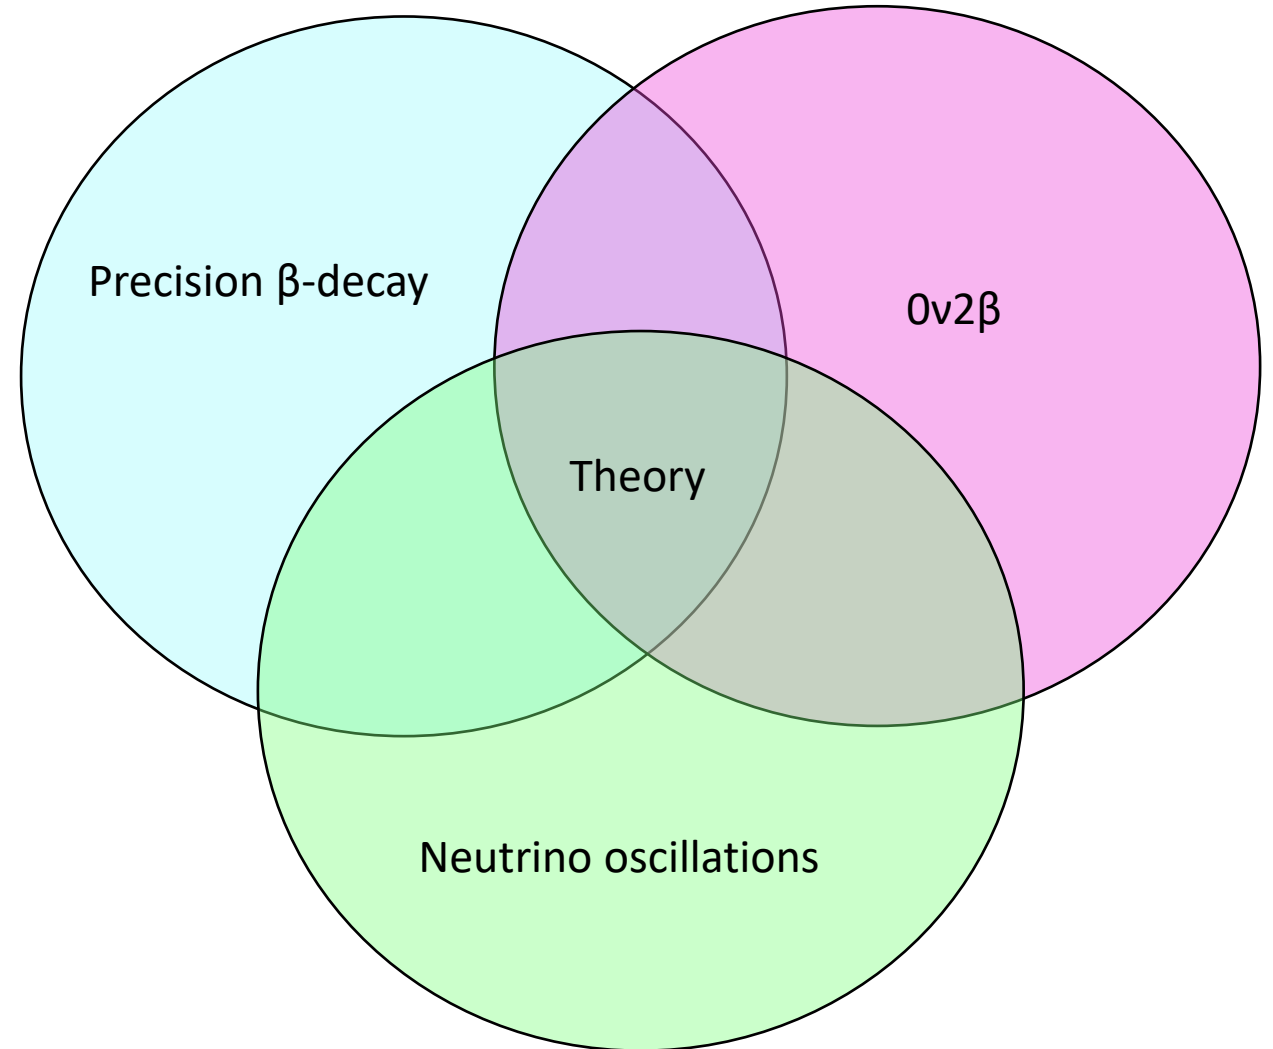 Precision β-decay
0ν2β
Theory
Neutrino oscillations